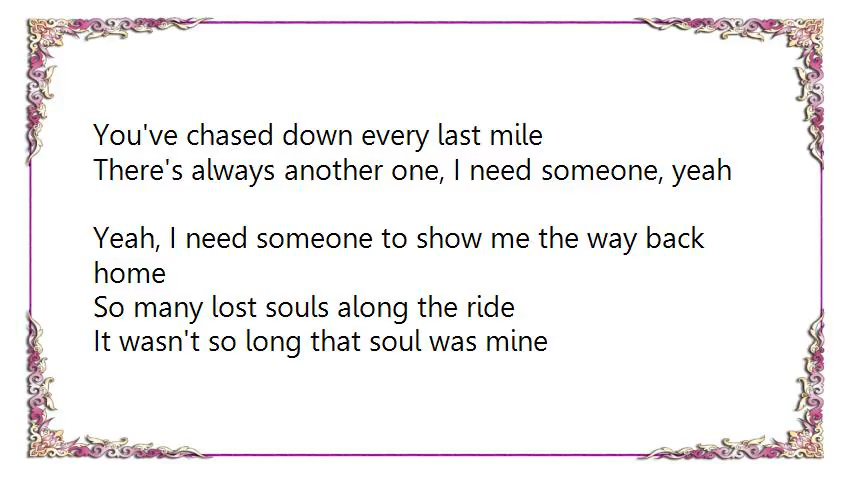 You've chased down every last mile
There's always another one, I need someone, yeah
Yeah, I need someone to show me the way back
home
So many lost souls along the ride
It wasn't so long that soul was mine